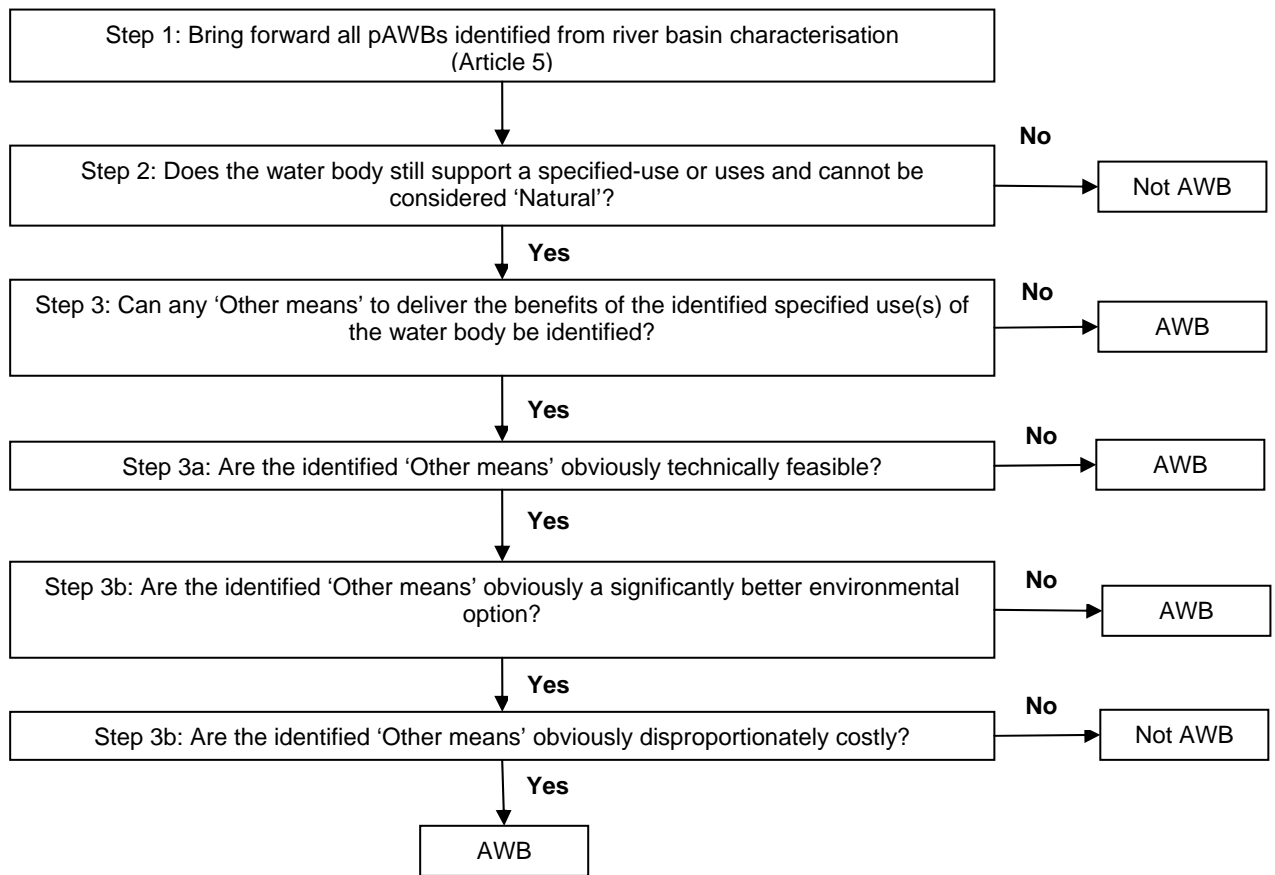 Step 1: Bring forward all pAWBs identified from river basin characterisation
(Article 5)
No
Step 2: Does the water body still support a specified-use or uses and cannot be
considered ‘Natural’?
Not AWB
Yes
Step 3: Can any ‘Other means’ to deliver the benefits of the identified specified use(s) of
the water body be identified?
No
AWB
Yes
No
Step 3a: Are the identified ‘Other means’ obviously technically feasible?
AWB
Yes
Step 3b: Are the identified ‘Other means’ obviously a significantly better environmental
option?
No
AWB
Yes
No
Step 3b: Are the identified ‘Other means’ obviously disproportionately costly?
Not AWB
Yes
AWB